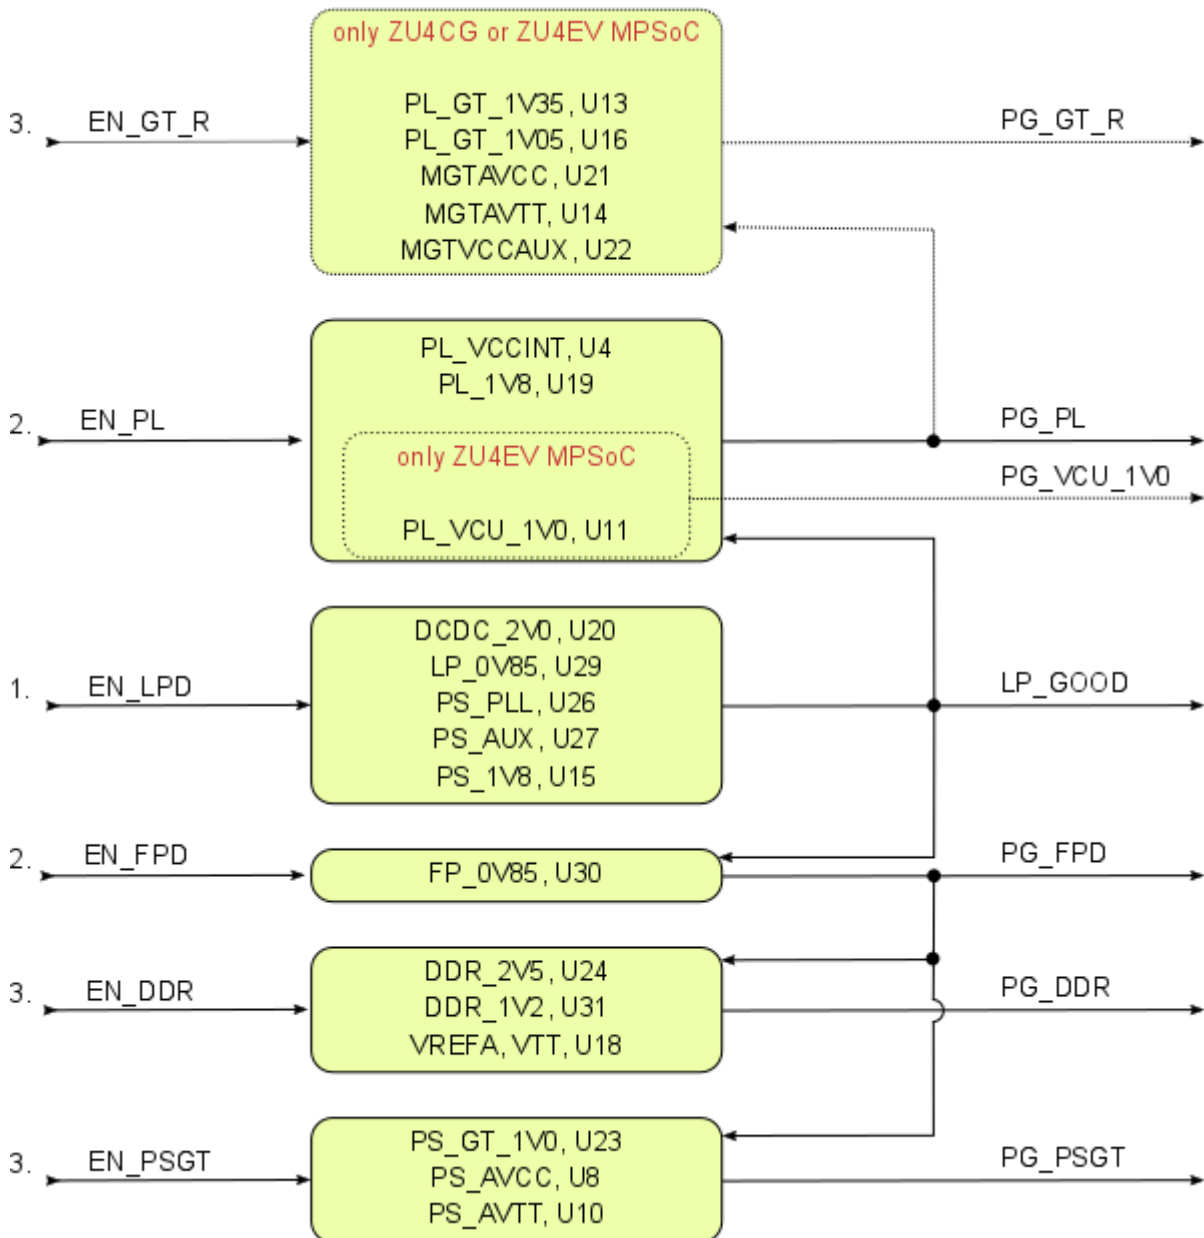 only ZU4CG or ZU4EV MPSoC
3. EN_GT_R
PL_GT_1V35, U13
PL_GT_1V05, U16
MGTAVCC, U21
MGTAVTT, U14
MGTVCCAUX, U22
PG_GT_R
2. EN_PL
PL_VCCINT, U4
PL_1V8, U19
only ZU4EV MPSoC
PL_VCU_1V0, U11
PG_PL
PG_VCU_1V0
1. EN_LPD
DCDC_2V0, U20
LP_0V85, U29
PS_PLL, U26
PS_AUX, U27
PS_1V8, U15
LP_GOOD
2. EN_FPD
FP_0V85, U30
PG_FPD
3. EN_DDR
DDR_2V5, U24
DDR_1V2, U31
VREFA, VTT, U18
PG_DDR
3. EN_PSGT
PS_GT_1V0, U23
PS_AVCC, U8
PS_AVTT, U10
PG_PSGT